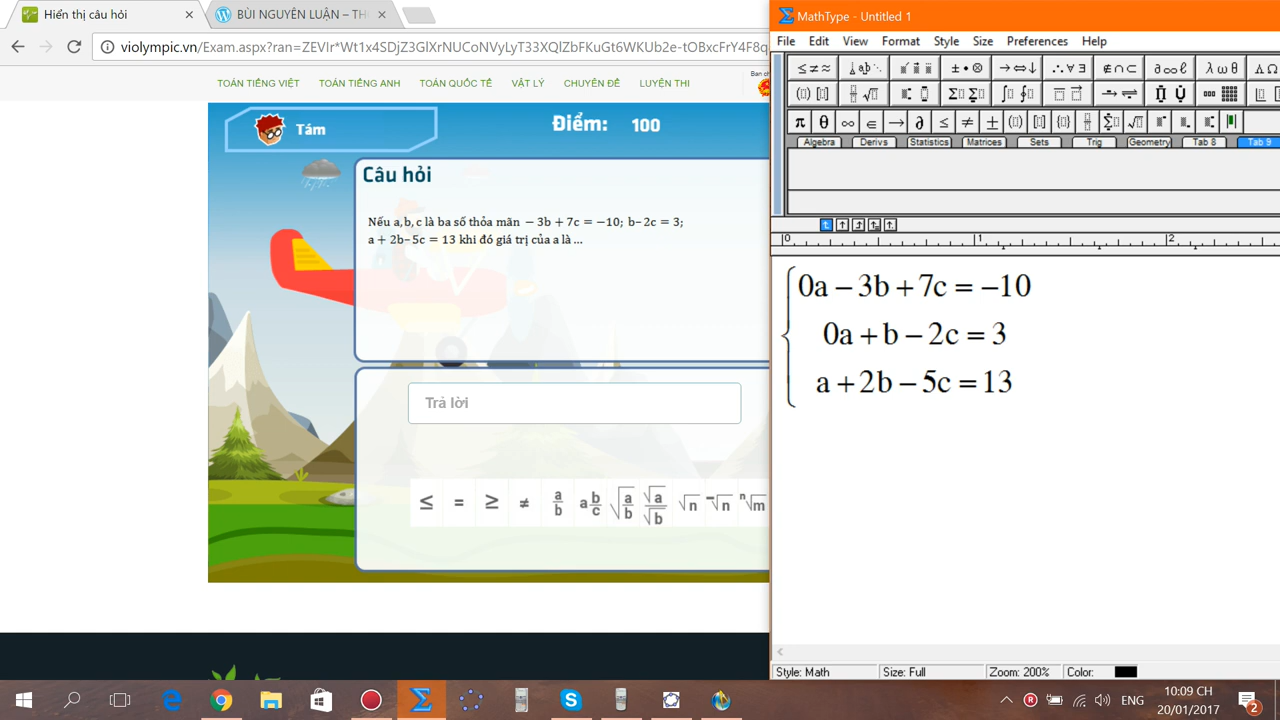 Hiển thị câu hỏi
BÙI NGUYÊN LUẬN – TH
violympic.vn/Exam.aspx?
TOÁN TIẾNG VIỆT TOÁN TIẾNG ANH TOÁN QUỐC TẾ VẬT LÝ CHUYÊN ĐỀ LUYỆN THI
Tám
Điểm: 100
Câu hỏi
Nếu a,b,c là ba số thỏa mãn − 3b + 7c = −10; b– 2c = 3;
a + 2b– 5c = 13 khi đó giá trị của a là ...
Trả lời
≤ = ≥ ≠ a/b a b/c √a/b √a/√b √n −√n ⁿ√m
MathType - Untitled 1
File Edit View Format Style Size Preferences Help
Algebra Derivs Statistics Matrices Sets Trig Geometry Tab 8 Tab 9
0 1 2
0a − 3b + 7c = −10
0a + b − 2c = 3
a + 2b − 5c = 13
Style: Math Size: Full Zoom: 200% Color:
ENG
10:09 CH
20/01/2017
2